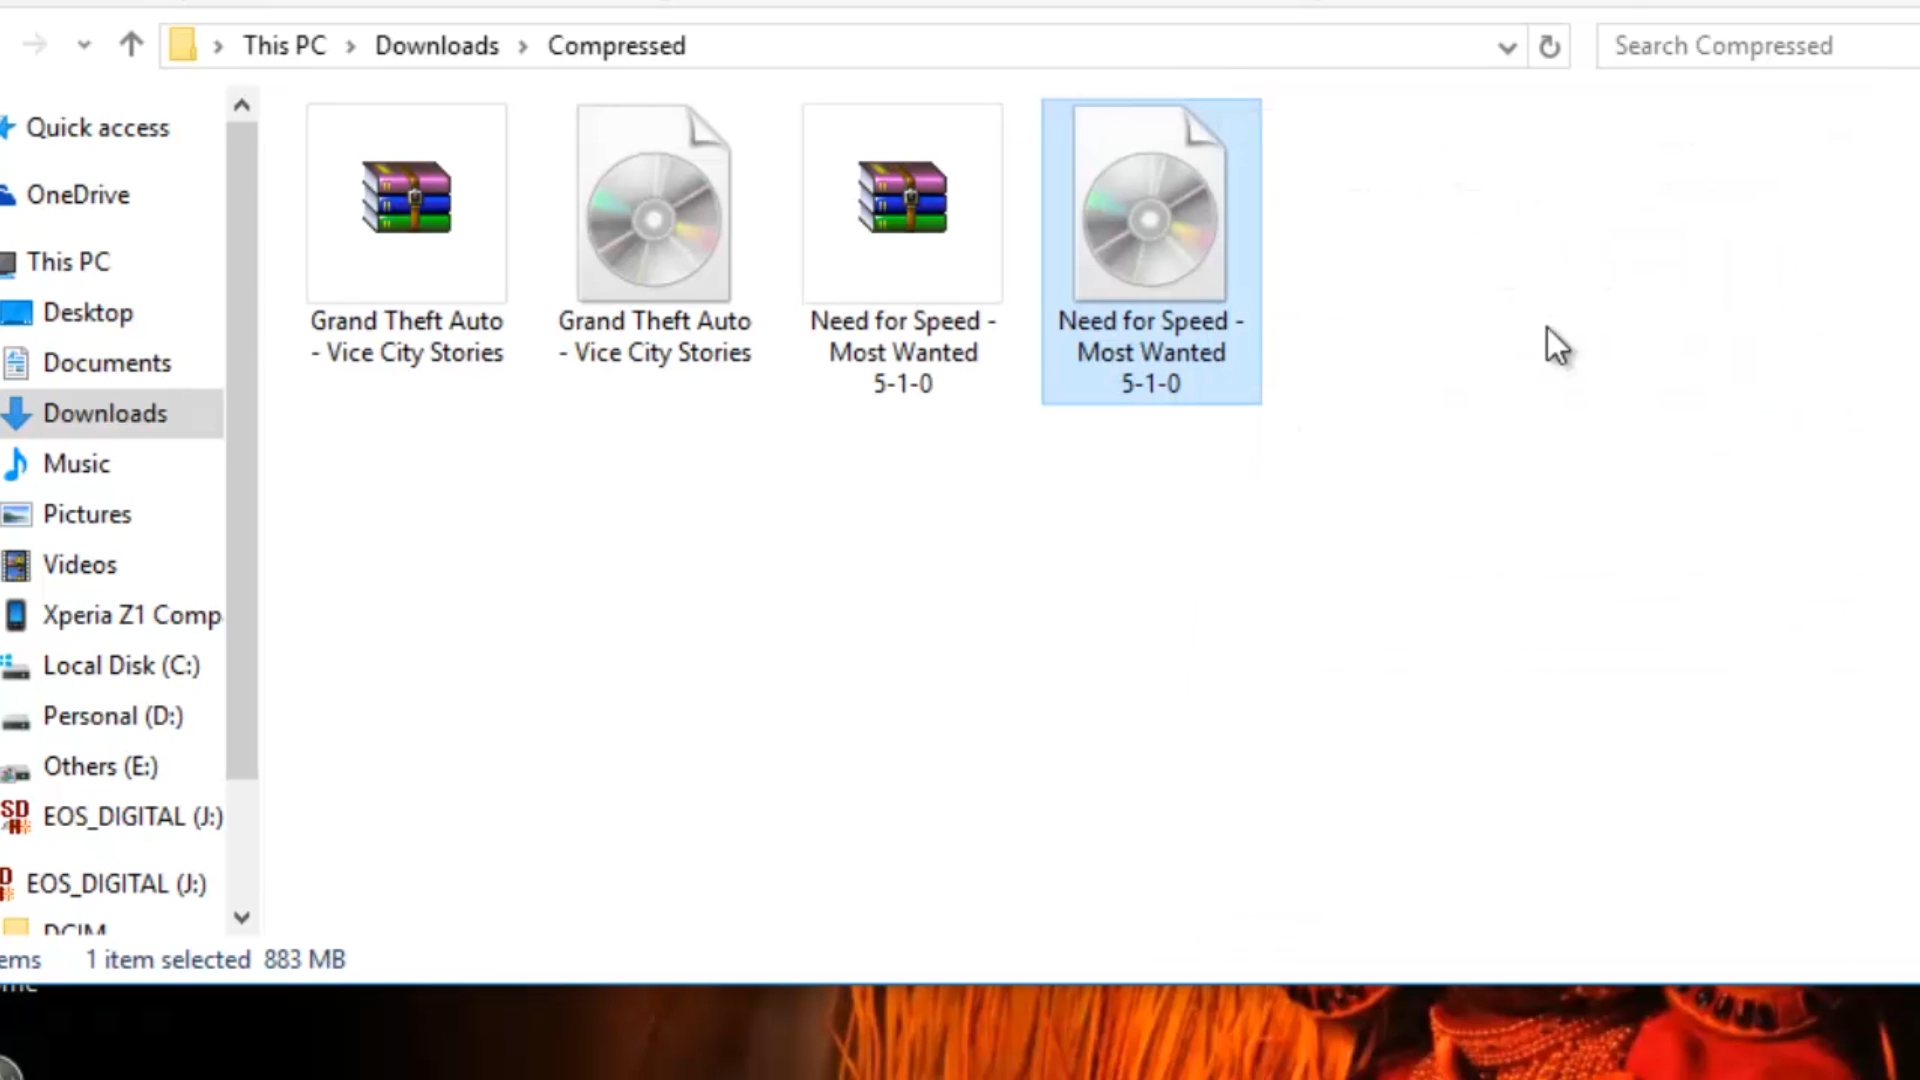 This PC > Downloads > Compressed
Search Compressed
Quick access
OneDrive
This PC
Desktop
Documents
Downloads
Music
Pictures
Videos
Xperia Z1 Comp
Local Disk (C:)
Personal (D:)
Others (E:)
EOS_DIGITAL (J:)
EOS_DIGITAL (J:)
DCIM
Grand Theft Auto
- Vice City Stories
Grand Theft Auto
- Vice City Stories
Need for Speed -
Most Wanted
5-1-0
Need for Speed -
Most Wanted
5-1-0
ems 1 item selected 883 MB